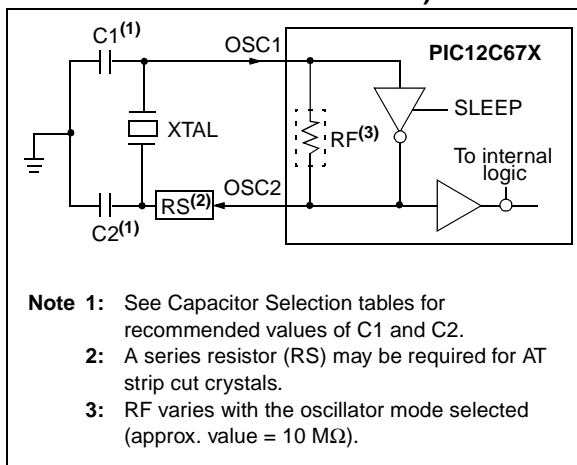 C1(1)
OSC1
PIC12C67X
SLEEP
XTAL
RF(3)
To internal
logic
OSC2
RS(2)
C2(1)
Note 1: See Capacitor Selection tables for
recommended values of C1 and C2.
2: A series resistor (RS) may be required for AT
strip cut crystals.
3: RF varies with the oscillator mode selected
(approx. value = 10 MΩ).